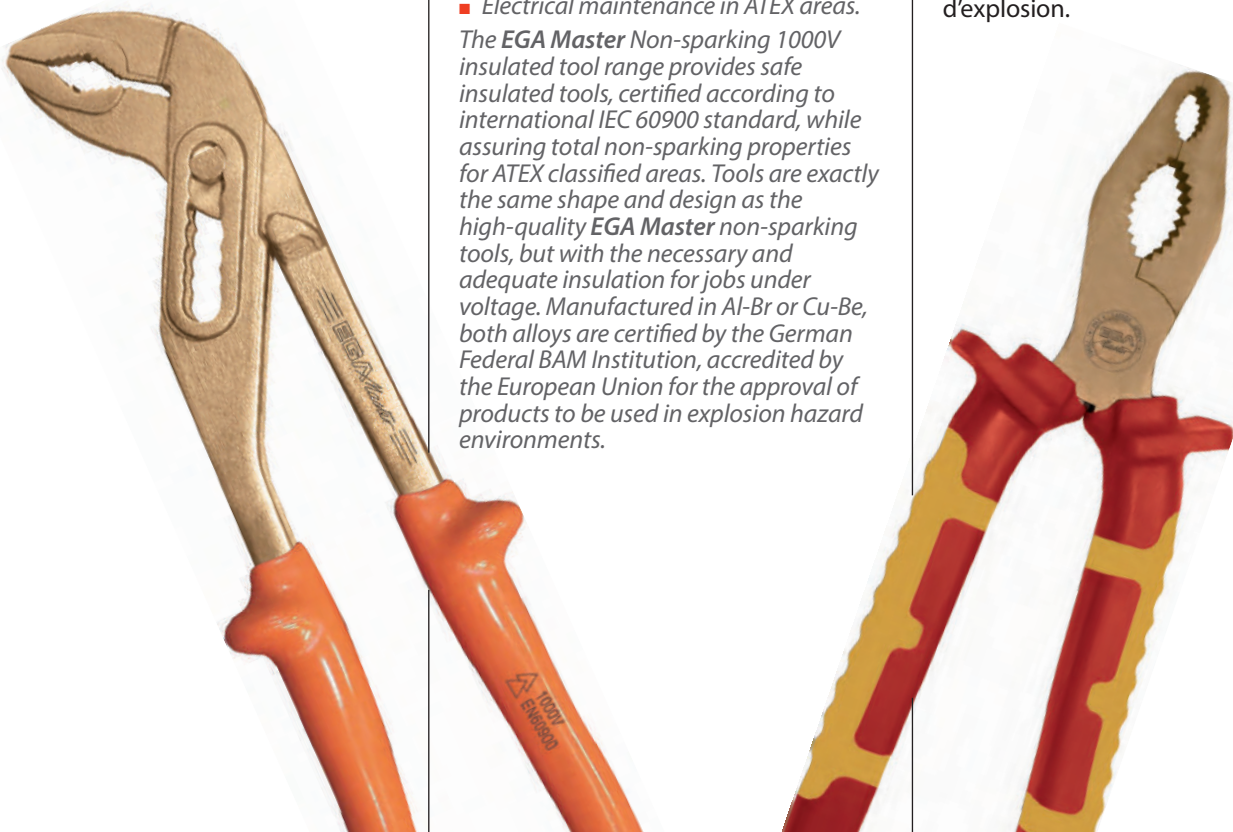 Electrical maintenance in ATEX areas.
The EGA Master Non-sparking 1000V
insulated tool range provides safe
insulated tools, certified according to
international IEC 60900 standard, while
assuring total non-sparking properties
for ATEX classified areas. Tools are exactly
the same shape and design as the
high-quality EGA Master non-sparking
tools, but with the necessary and
adequate insulation for jobs under
voltage. Manufactured in Al-Br or Cu-Be,
both alloys are certified by the German
Federal BAM Institution, accredited by
the European Union for the approval of
products to be used in explosion hazard
environments.
d’explosion.
EGA Master
1000V
EN60900
EGA